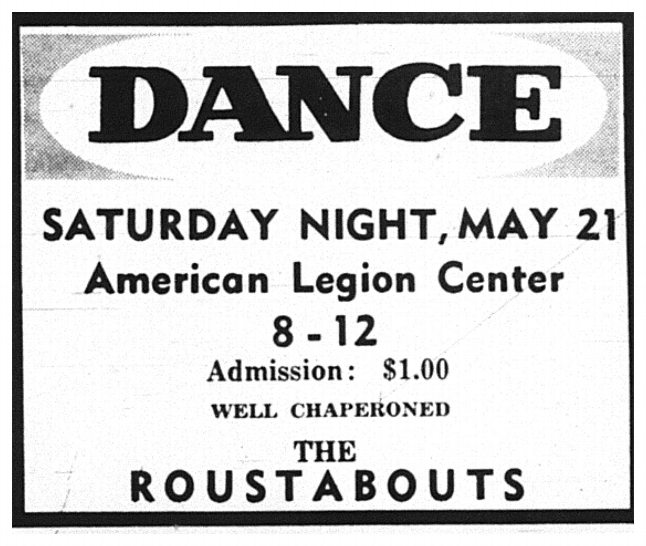 DANCE
SATURDAY NIGHT, MAY 21
American Legion Center
8 - 12
Admission: $1.00
WELL CHAPERONED
THE
ROUSTABOUTS